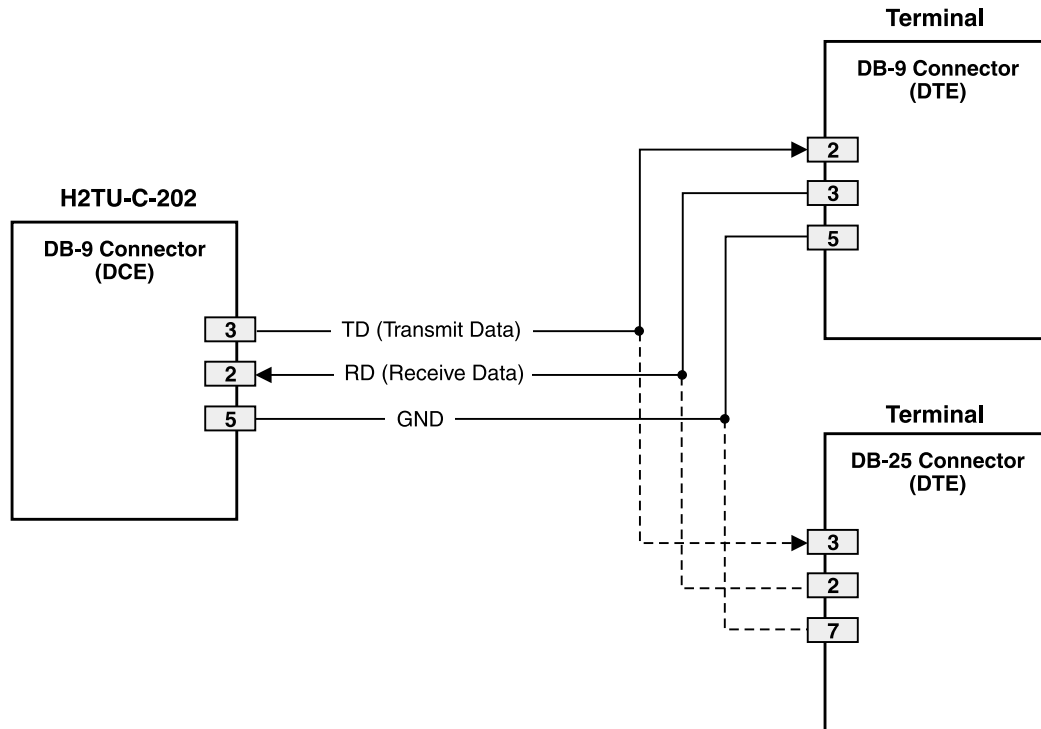 H2TU-C-202
DB-9 Connector
(DCE)
3
TD (Transmit Data)
2
RD (Receive Data)
5
GND
Terminal
DB-9 Connector
(DTE)
2
3
5
Terminal
DB-25 Connector
(DTE)
3
2
7